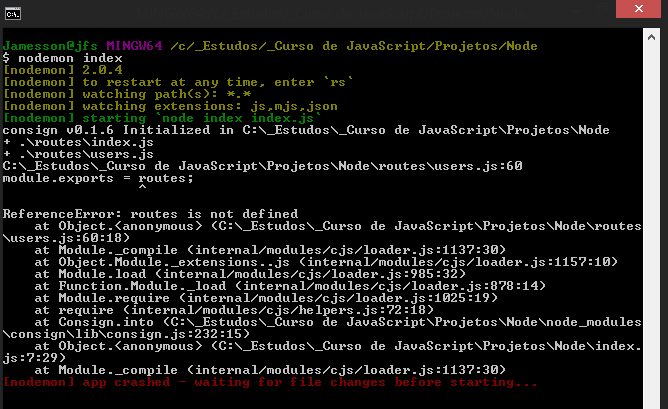 Jamesson@jfs MINGW64 /c/_Estudos/_Curso de JavaScript/Projetos/Node
$ nodemon index
[nodemon] 2.0.4
[nodemon] to restart at any time, enter `rs`
[nodemon] watching path(s): *.*
[nodemon] watching extensions: js,mjs,json
[nodemon] starting `node index index.js`
consign v0.1.6 Initialized in C:\_Estudos\_Curso de JavaScript\Projetos\Node
+ .\routes\index.js
+ .\routes\users.js
C:\_Estudos\_Curso de JavaScript\Projetos\Node\routes\users.js:60
module.exports = routes;
                 ^
ReferenceError: routes is not defined
    at Object.<anonymous> (C:\_Estudos\_Curso de JavaScript\Projetos\Node\routes
\users.js:60:18)
    at Module._compile (internal/modules/cjs/loader.js:1137:30)
    at Object.Module._extensions..js (internal/modules/cjs/loader.js:1157:10)
    at Module.load (internal/modules/cjs/loader.js:985:32)
    at Function.Module._load (internal/modules/cjs/loader.js:878:14)
    at Module.require (internal/modules/cjs/loader.js:1025:19)
    at require (internal/modules/cjs/helpers.js:72:18)
    at Consign.into (C:\_Estudos\_Curso de JavaScript\Projetos\Node\node_modules
\consign\lib\consign.js:232:15)
    at Object.<anonymous> (C:\_Estudos\_Curso de JavaScript\Projetos\Node\index.
js:7:29)
    at Module._compile (internal/modules/cjs/loader.js:1137:30)
[nodemon] app crashed - waiting for file changes before starting...